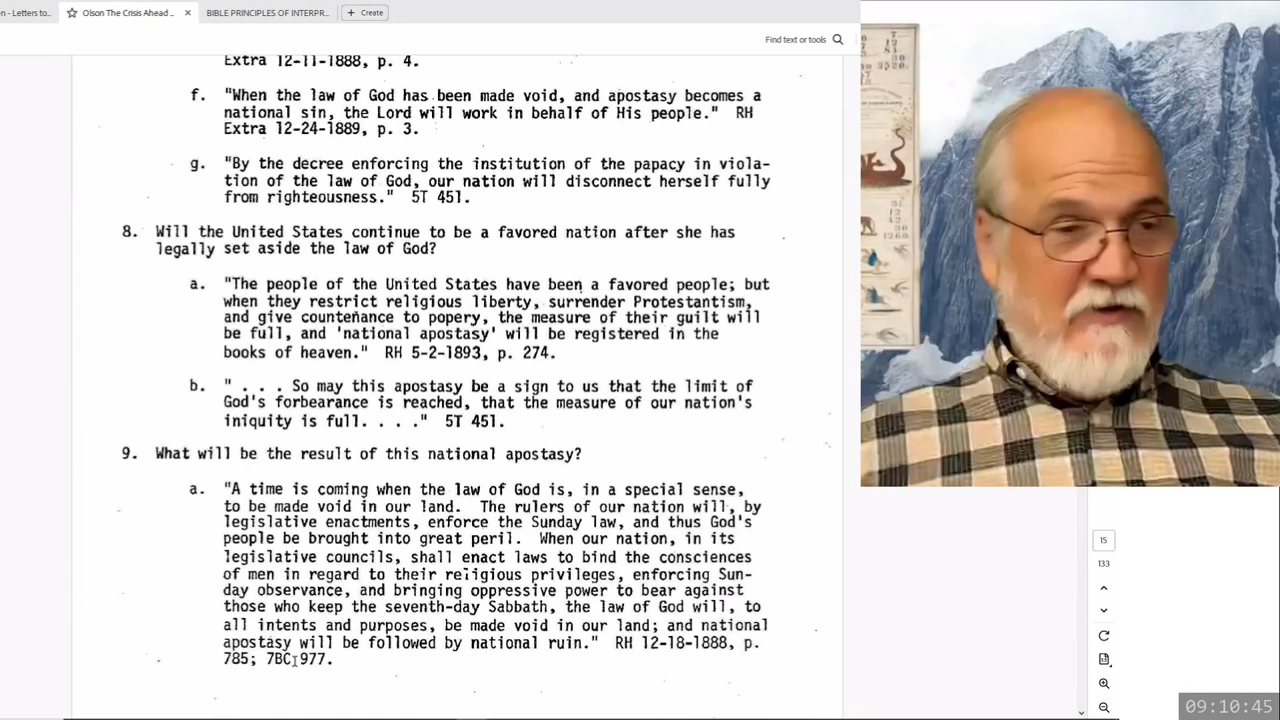 n - Letters to..
Olson The Crisis Ahead ...
BIBLE PRINCIPLES OF INTERPR...
Create
Find text or tools
Extra 12-11-1888, p. 4.
f. "When the law of God has been made void, and apostasy becomes a
national sin, the Lord will work in behalf of His people." RH
Extra 12-24-1889, p. 3.
g. "By the decree enforcing the institution of the papacy in viola-
tion of the law of God, our nation will disconnect herself fully
from righteousness." 5T 451.
8. Will the United States continue to be a favored nation after she has
legally set aside the law of God?
a. "The people of the United States have been a favored people; but
when they restrict religious liberty, surrender Protestantism,
and give countenance to popery, the measure of their guilt will
be full, and 'national apostasy' will be registered in the
books of heaven." RH 5-2-1893, p. 274.
b. " . . . So may this apostasy be a sign to us that the limit of
God's forbearance is reached, that the measure of our nation's
iniquity is full. . . ." 5T 451.
9. What will be the result of this national apostasy?
a. "A time is coming when the law of God is, in a special sense,
to be made void in our land. The rulers of our nation will, by
legislative enactments, enforce the Sunday law, and thus God's
people be brought into great peril. When our nation, in its
legislative councils, shall enact laws to bind the consciences
of men in regard to their religious privileges, enforcing Sun-
day observance, and bringing oppressive power to bear against
those who keep the seventh-day Sabbath, the law of God will, to
all intents and purposes, be made void in our land; and national
apostasy will be followed by national ruin." RH 12-18-1888, p.
785; 7BC 977.
15
133
09:10:45